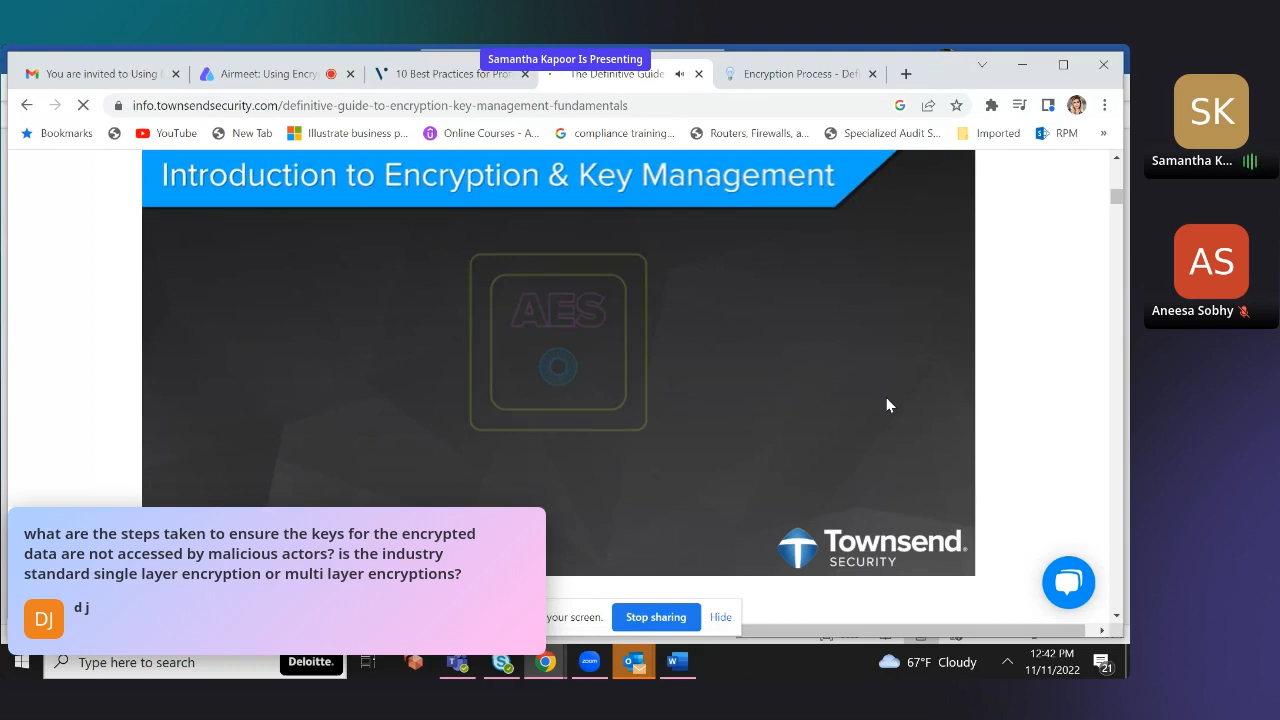 Samantha Kapoor Is Presenting
You are invited to Using
Airmeet: Using Encry
10 Best Practices for Pro
The Definitive Guide
Encryption Process - Defi
info.townsendsecurity.com/definitive-guide-to-encryption-key-management-fundamentals
Bookmarks
YouTube
New Tab
Illustrate business p...
Online Courses - A...
compliance training...
Routers, Firewalls, a...
Specialized Audit S...
Imported
RPM
»
Introduction to Encryption & Key Management
AES
Townsend.
SECURITY
SK
Samantha K...
AS
Aneesa Sobhy
what are the steps taken to ensure the keys for the encrypted
data are not accessed by malicious actors? is the industry
standard single layer encryption or multi layer encryptions?
DJ
d j
your screen.
Stop sharing
Hide
Type here to search
Deloitte.
zoom
67°F Cloudy
12:42 PM
11/11/2022
21